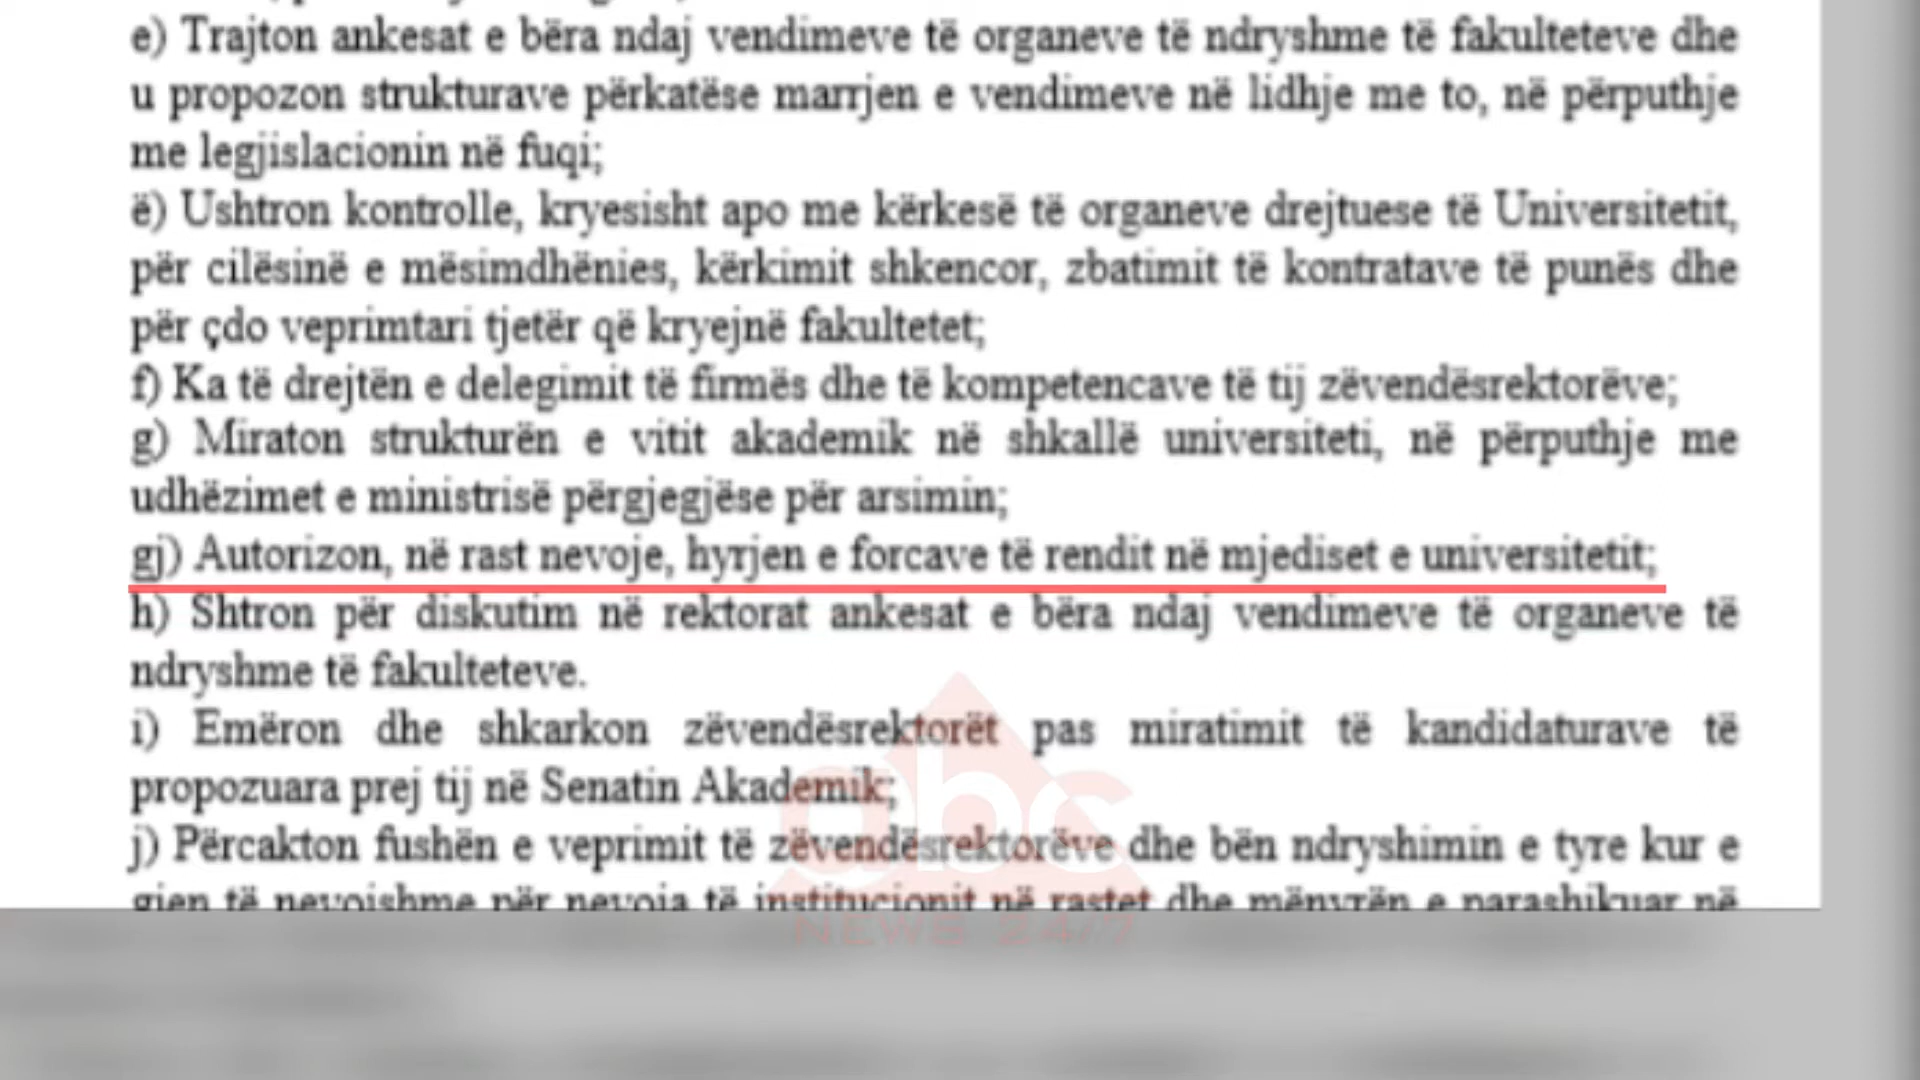 e) Trajton ankesat e bëra ndaj vendimeve të organeve të ndryshme të fakulteteve dhe
u propozon strukturave përkatëse marrjen e vendimeve në lidhje me to, në përputhje
me legjislacionin në fuqi;
ë) Ushtron kontrolle, kryesisht apo me kërkesë të organeve drejtuese të Universitetit,
për cilësinë e mësimdhënies, kërkimit shkencor, zbatimit të kontratave të punës dhe
për çdo veprimtari tjetër që kryejnë fakultetet;
f) Ka të drejtën e delegimit të firmës dhe të kompetencave të tij zëvendësrektorëve;
g) Miraton strukturën e vitit akademik në shkallë universiteti, në përputhje me
udhëzimet e ministrisë përgjegjëse për arsimin;
gj) Autorizon, në rast nevoje, hyrjen e forcave të rendit në mjediset e universitetit;
h) Shtron për diskutim në rektorat ankesat e bëra ndaj vendimeve të organeve të
ndryshme të fakulteteve.
i) Emëron dhe shkarkon zëvendësrektorët pas miratimit të kandidaturave të
propozuara prej tij në Senatin Akademik;
j) Përcakton fushën e veprimit të zëvendësrektorëve dhe bën ndryshimin e tyre kur e
gjen të nevojshme për nevoja të institucionit në rastet dhe mënyrën e parashikuar në
abc
NEWS 24/7